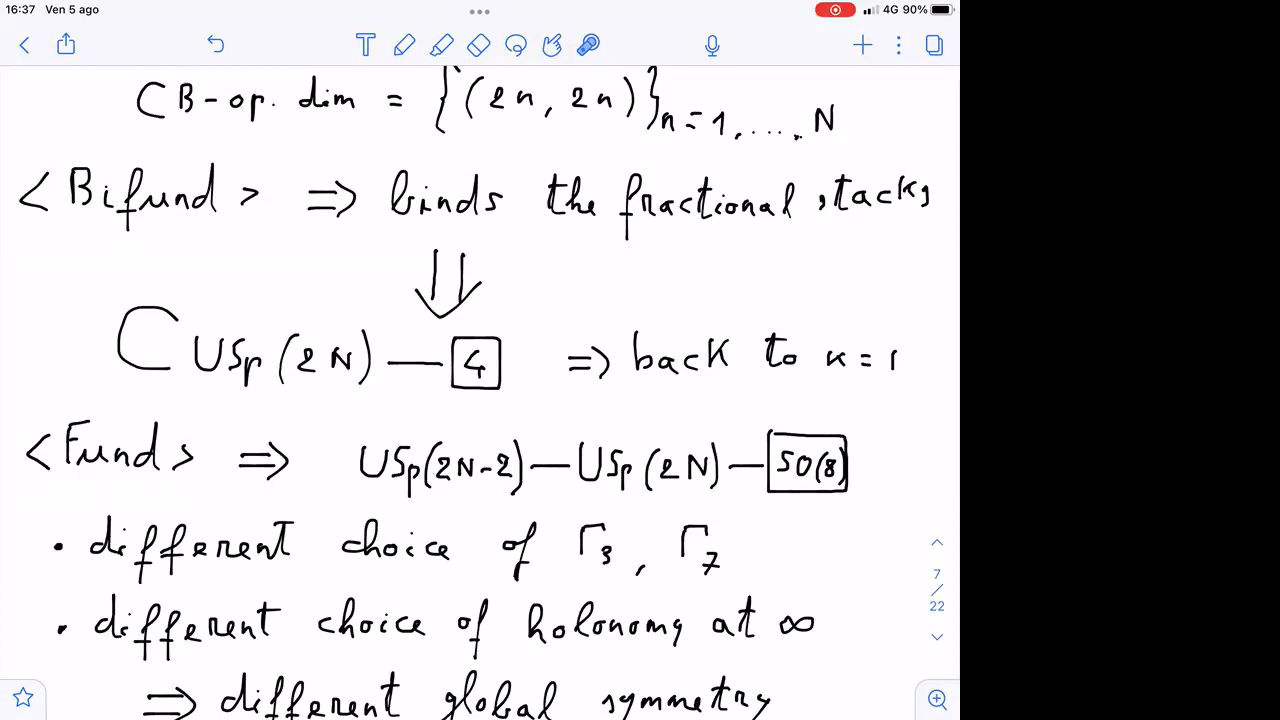 16:37 Ven 5 ago
4G 90%
CB-op. dim = {(2n, 2n)}n=1,....,N
<Bifund> ⇒ binds the fractional stacks
⇓
USp(2N) — 4 ⇒ back to k=1
<Fund> ⇒ USp(2N-2) — USp(2N) — SO(8)
• different choice of Γ3, Γ7
• different choice of holonomy at ∞
⇒ different global symmetry
7
/
22